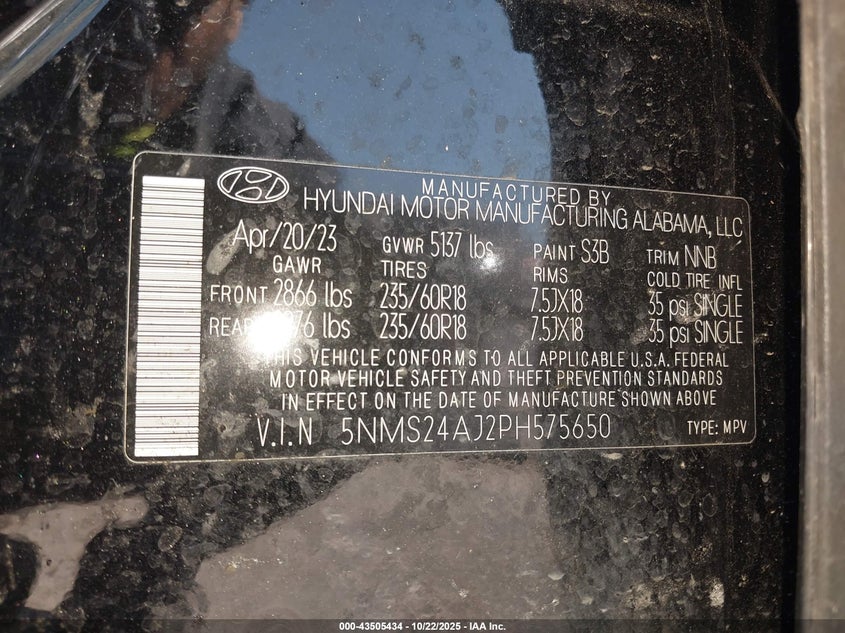 MANUFACTURED BY
HYUNDAI MOTOR MANUFACTURING ALABAMA, LLC
Apr/20/23 GVWR 5137 lbs PAINT S3B TRIM NNB
GAWR TIRES RIMS COLD TIRE INFL
FRONT 2866 lbs 235/60R18 7.5JX18 35 psi SINGLE
REAR lbs 235/60R18 7.5JX18 35 psi SINGLE
THIS VEHICLE CONFORMS TO ALL APPLICABLE U.S.A. FEDERAL
MOTOR VEHICLE SAFETY AND THEFT PREVENTION STANDARDS
IN EFFECT ON THE DATE OF MANUFACTURE SHOWN ABOVE
V.I.N 5NMS24AJ2PH575650 TYPE: MPV
000-43505434 - 10/22/2025 - IAA Inc.